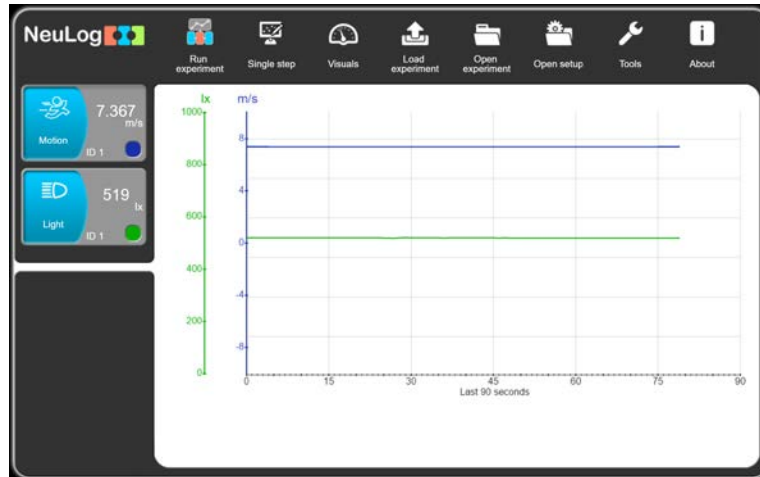 NeuLog
Run experiment
Single step
Visuals
Load experiment
Open experiment
Open setup
Tools
About
7.367
m/s
Motion
ID 1
519
lx
Light
ID 1
lx
m/s
1000
800
600
400
200
0
8
4
0
-4
-8
0
15
30
45
60
75
90
Last 90 seconds